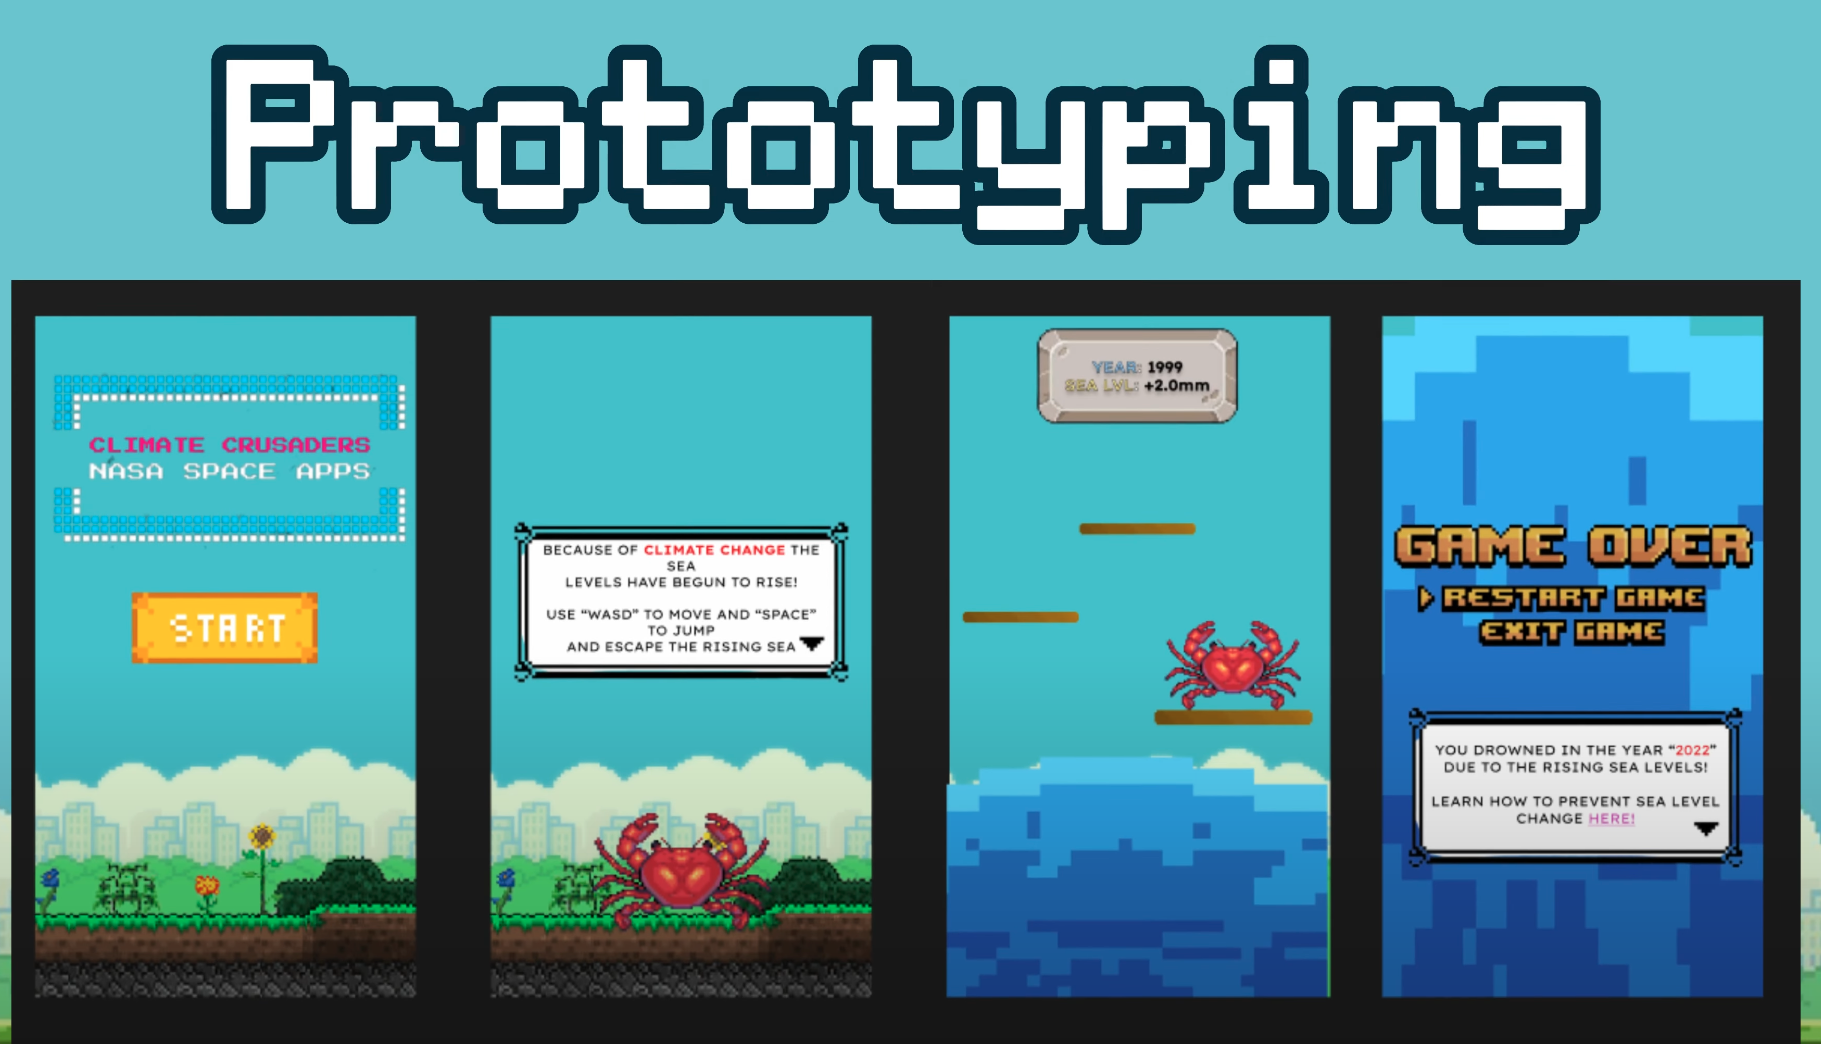 Prototyping
CLIMATE CRUSADERS
NASA SPACE APPS
START
BECAUSE OF CLIMATE CHANGE THE
SEA
LEVELS HAVE BEGUN TO RISE!
USE “WASD” TO MOVE AND “SPACE”
TO JUMP
AND ESCAPE THE RISING SEA
YEAR: 1999
SEA LVL: +2.0mm
GAME OVER
RESTART GAME
EXIT GAME
YOU DROWNED IN THE YEAR “2022”
DUE TO THE RISING SEA LEVELS!
LEARN HOW TO PREVENT SEA LEVEL
CHANGE HERE!